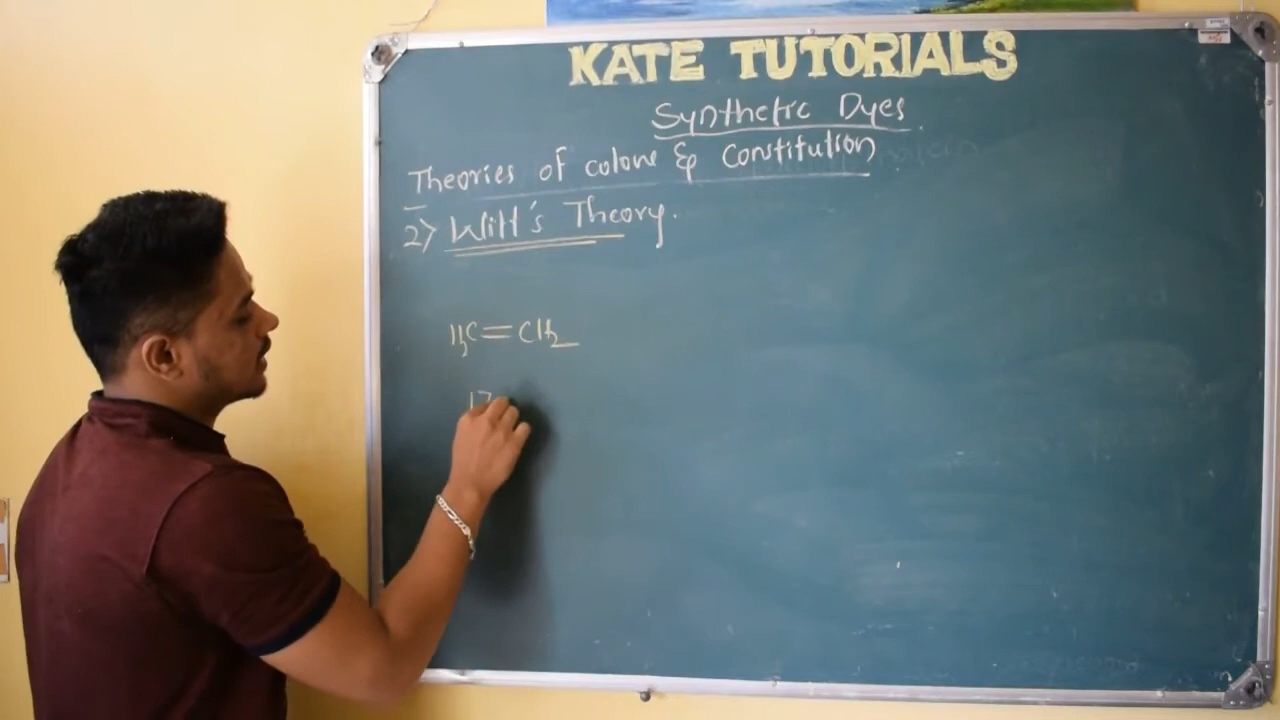 KATE TUTORIALS
Synthetic Dyes
Theories of colour & Constitution
2) Witt's Theory.
H₂C=CH₂